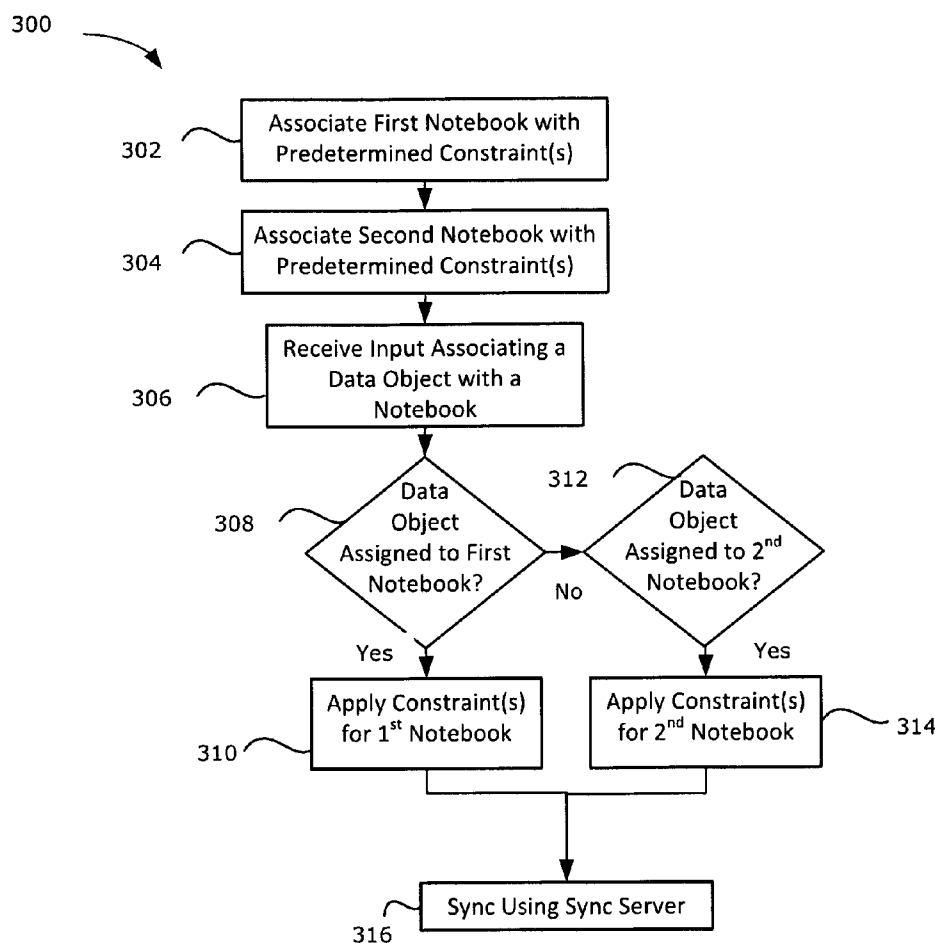 300
Associate First Notebook with
Predetermined Constraint(s)
302
Associate Second Notebook with
Predetermined Constraint(s)
304
Receive Input Associating a
Data Object with a
Notebook
306
Data
Object
Assigned to First
Notebook?
308
312
Data
Object
Assigned to 2nd
Notebook?
No
Yes
Yes
Apply Constraint(s)
for 1st Notebook
310
Apply Constraint(s)
for 2nd Notebook
314
Sync Using Sync Server
316